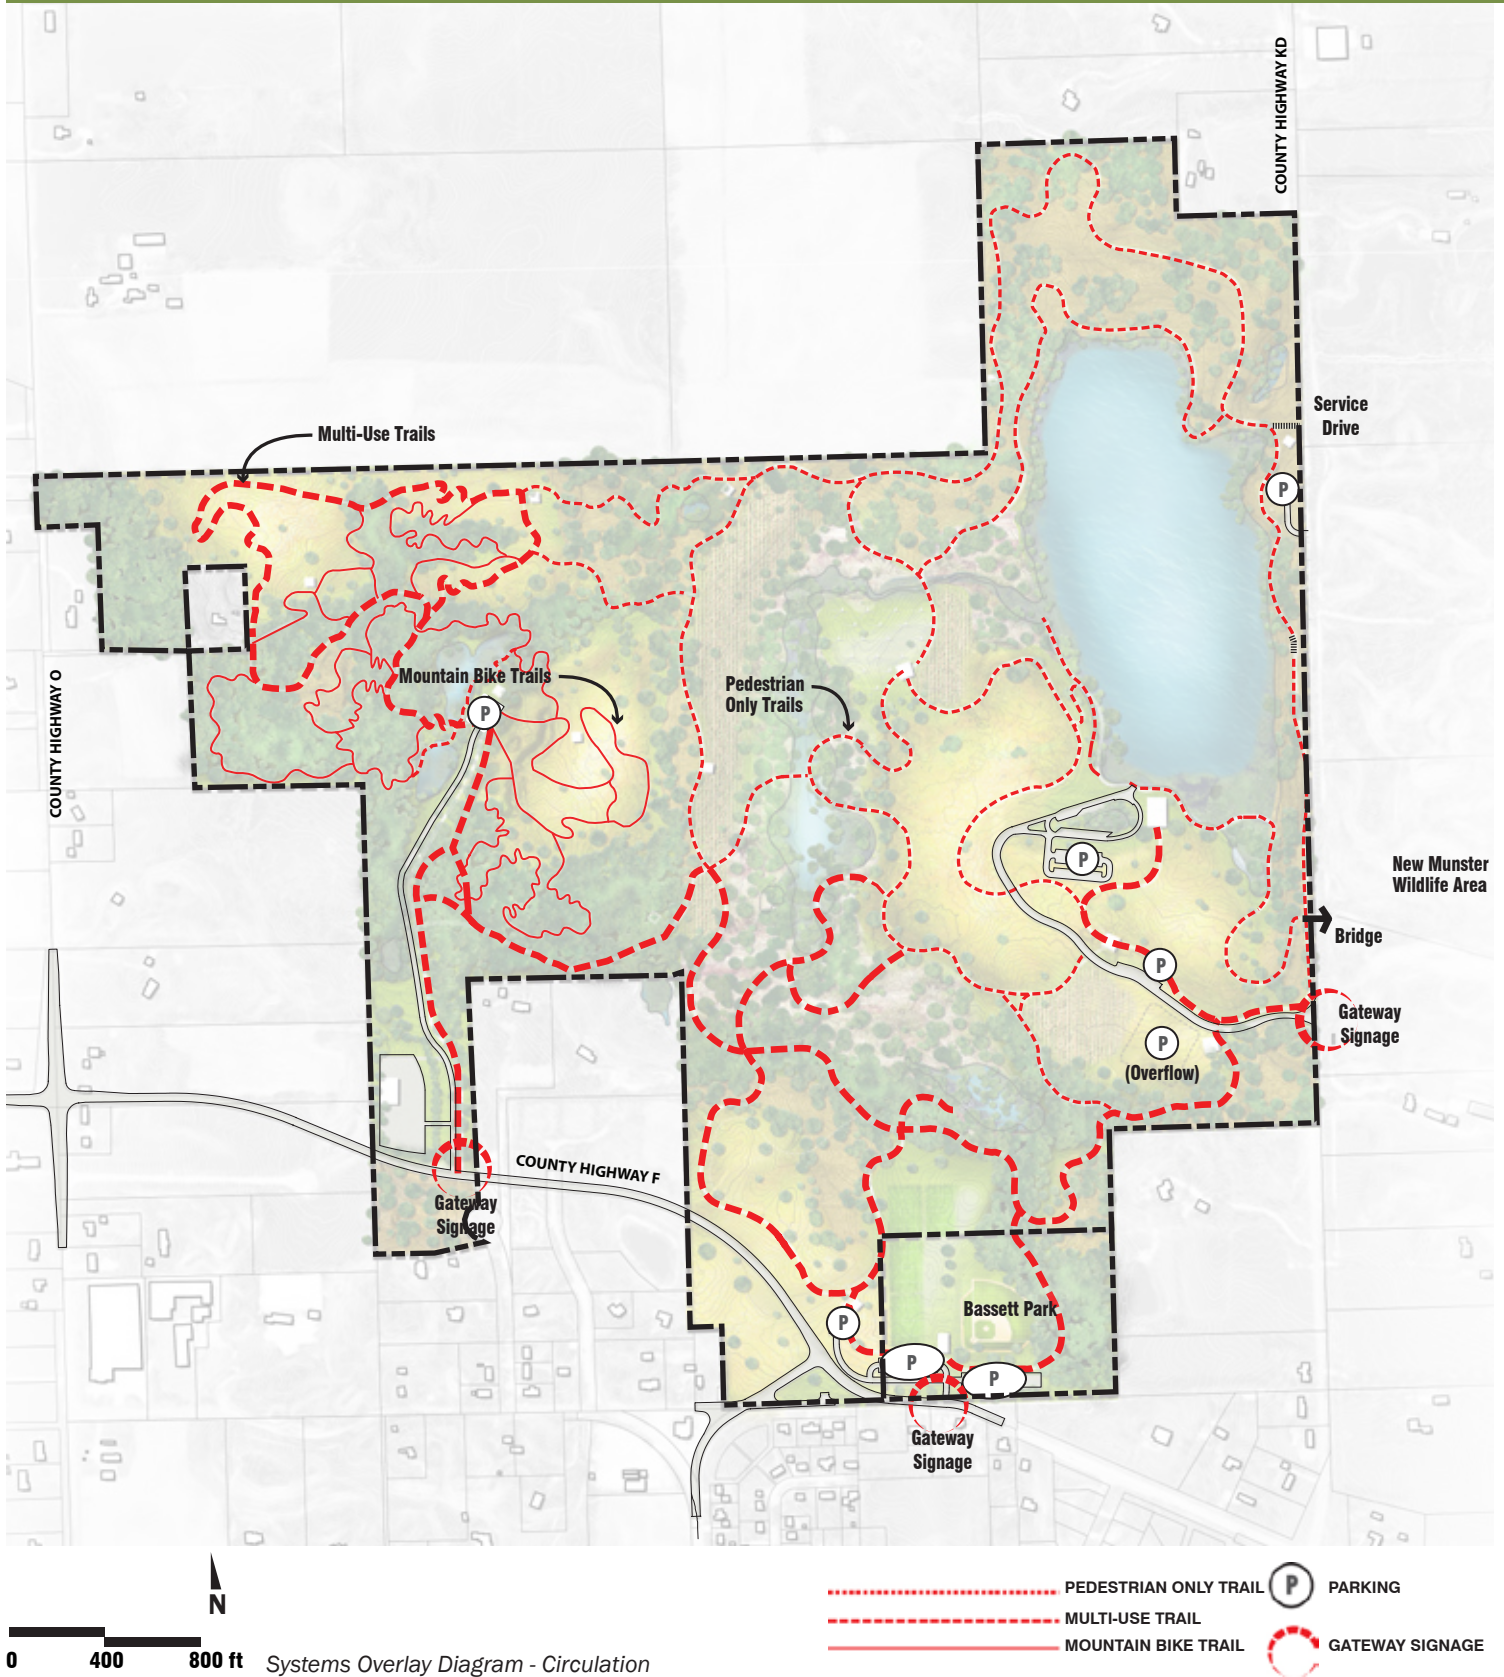 COUNTY HIGHWAY KD
Service
Drive
Multi-Use Trails
P
Mountain Bike Trails
Pedestrian
Only Trails
P
COUNTY HIGHWAY O
P
New Munster
Wildlife Area
Bridge
P
Gateway
Signage
P
(Overflow)
COUNTY HIGHWAY F
Gateway
Signage
Bassett Park
P
P
P
Gateway
Signage
N
0 400 800 ft
Systems Overlay Diagram - Circulation
PEDESTRIAN ONLY TRAIL
P PARKING
MULTI-USE TRAIL
MOUNTAIN BIKE TRAIL
GATEWAY SIGNAGE